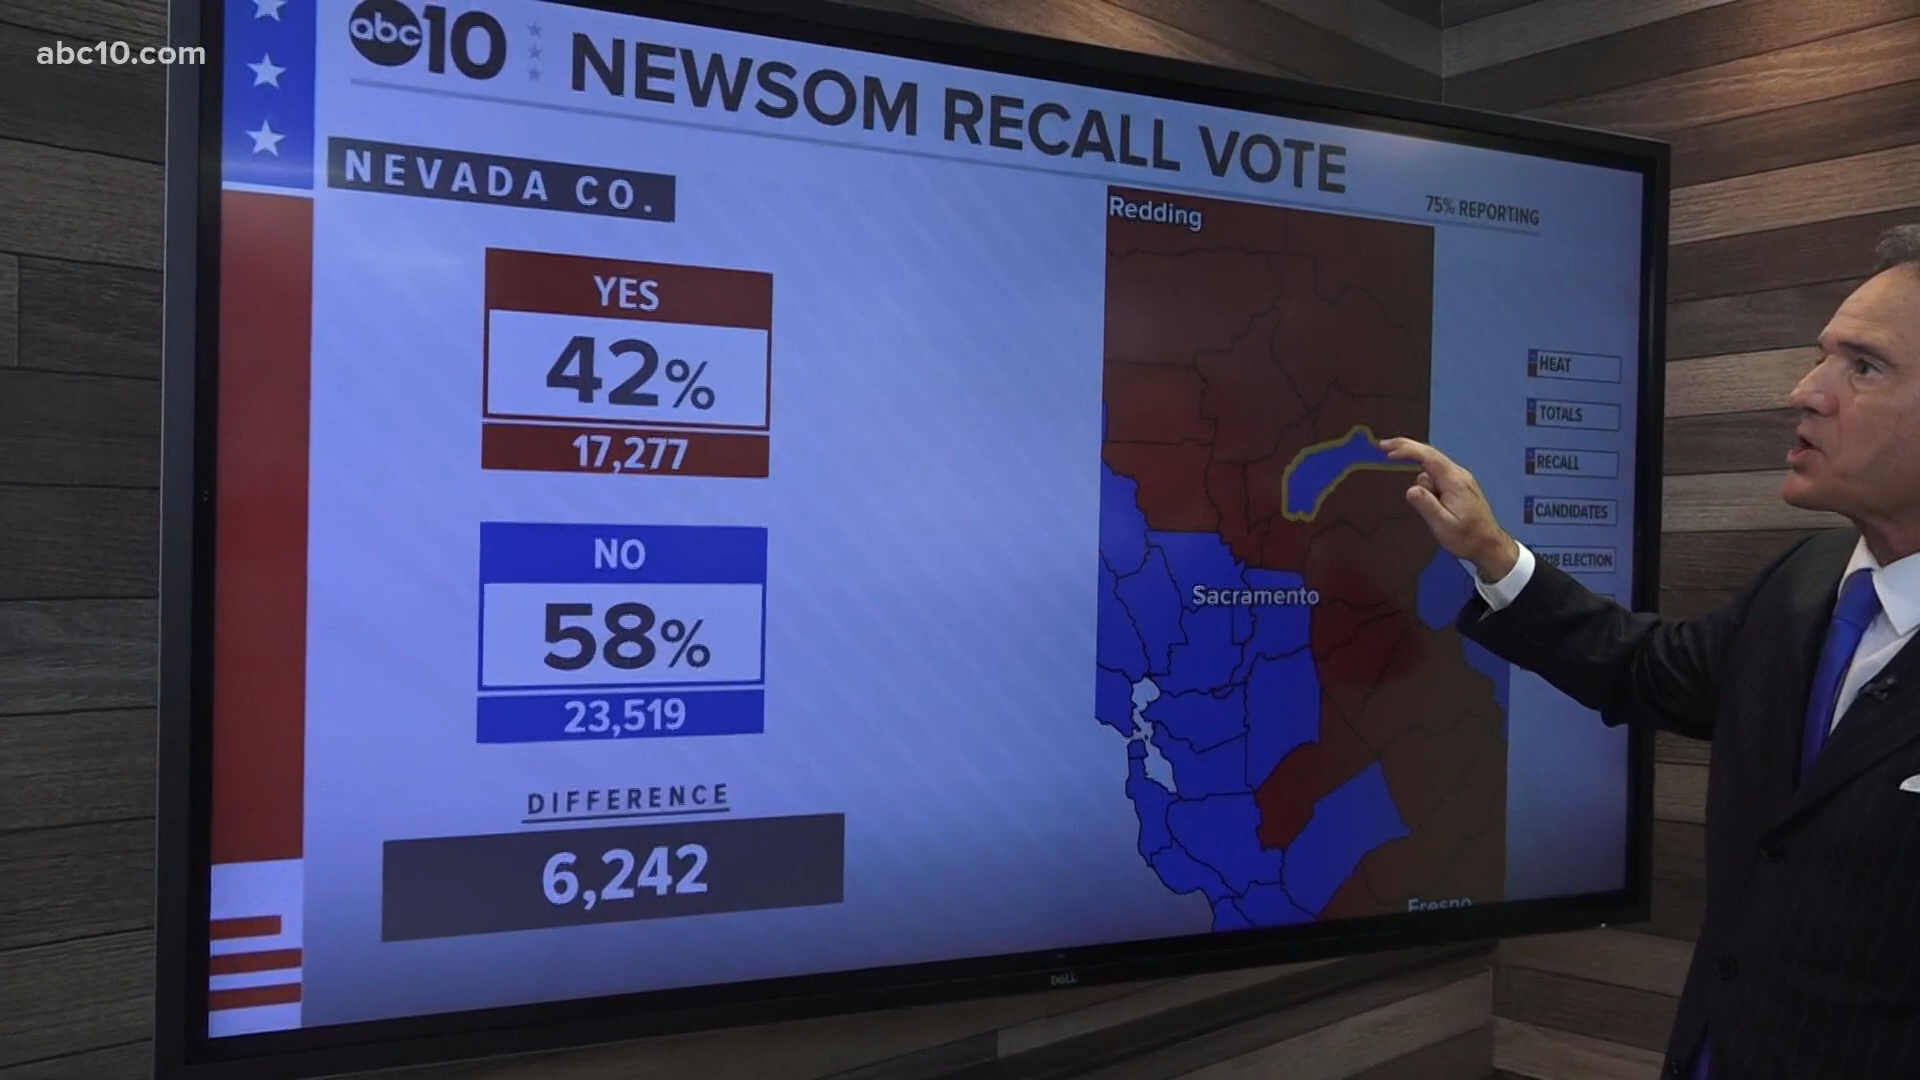 abc10.com
abc10 NEWSOM RECALL VOTE
NEVADA CO.
75% REPORTING
YES
42%
17,277
NO
58%
23,519
DIFFERENCE
6,242
Redding
Sacramento
Fresno
HEAT
TOTALS
RECALL
CANDIDATES
ELECTION
DELL